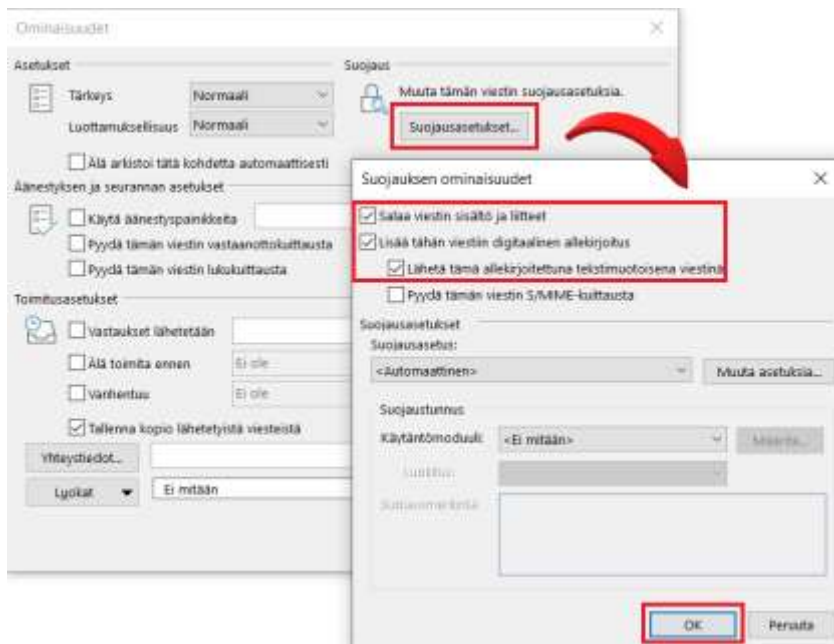 Ominaisuudet
Asetukset
Tärkeys
Normaali
Luottamuksellisuus
Normaali
Älä arkistoi tätä kohdetta automaattisesti
Suojaus
Muuta tämän viestin suojausasetuksia.
Suojausasetukset...
Äänestyksen ja seurannan asetukset
Käytä äänestyspainikkeita
Pyydä tämän viestin vastaanottokuittausta
Pyydä tämän viestin lukukuittausta
Toimitusasetukset
Vastaukset lähetetään
Älä toimita ennen
Ei ole
Vanhentuu
Ei ole
Tallenna kopio lähetetyistä viesteistä
Yhteystiedot...
Luokat
Ei mitään
Suojauksen ominaisuudet
Salaa viestin sisältö ja liitteet
Lisää tähän viestiin digitaalinen allekirjoitus
Lähetä tämä allekirjoitettuna tekstimuotoisena viestinä
Pyydä tämän viestin S/MIME-kuittausta
Suojausasetukset
Suojausasetus:
<Automaattinen>
Muuta asetuksia...
Suojaustunnus
Käytäntömoduuli:
<Ei mitään>
Määritä...
Luokitus:
OK
Peruuta